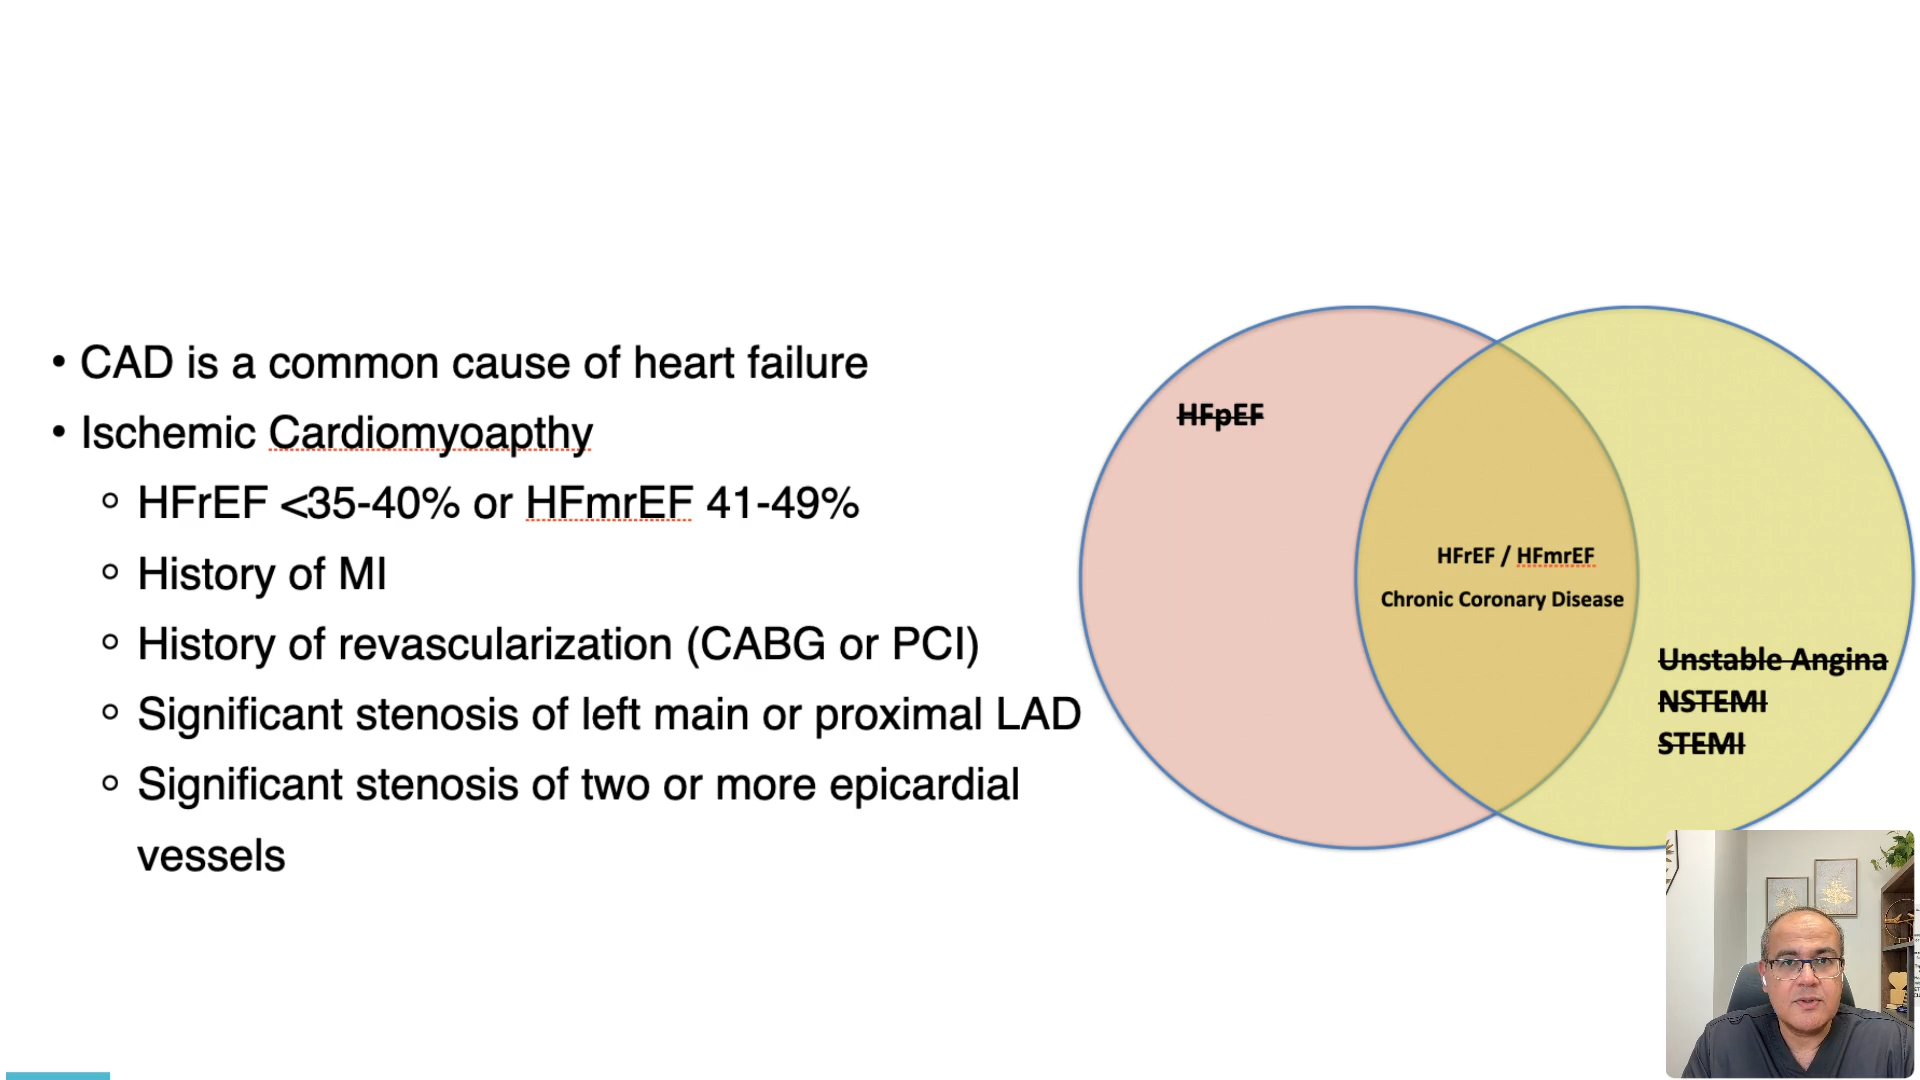 • CAD is a common cause of heart failure
• Ischemic Cardiomyoapthy
○ HFrEF <35-40% or HFmrEF 41-49%
○ History of MI
○ History of revascularization (CABG or PCI)
○ Significant stenosis of left main or proximal LAD
○ Significant stenosis of two or more epicardial
vessels
HFpEF
HFrEF / HFmrEF
Chronic Coronary Disease
Unstable Angina
NSTEMI
STEMI